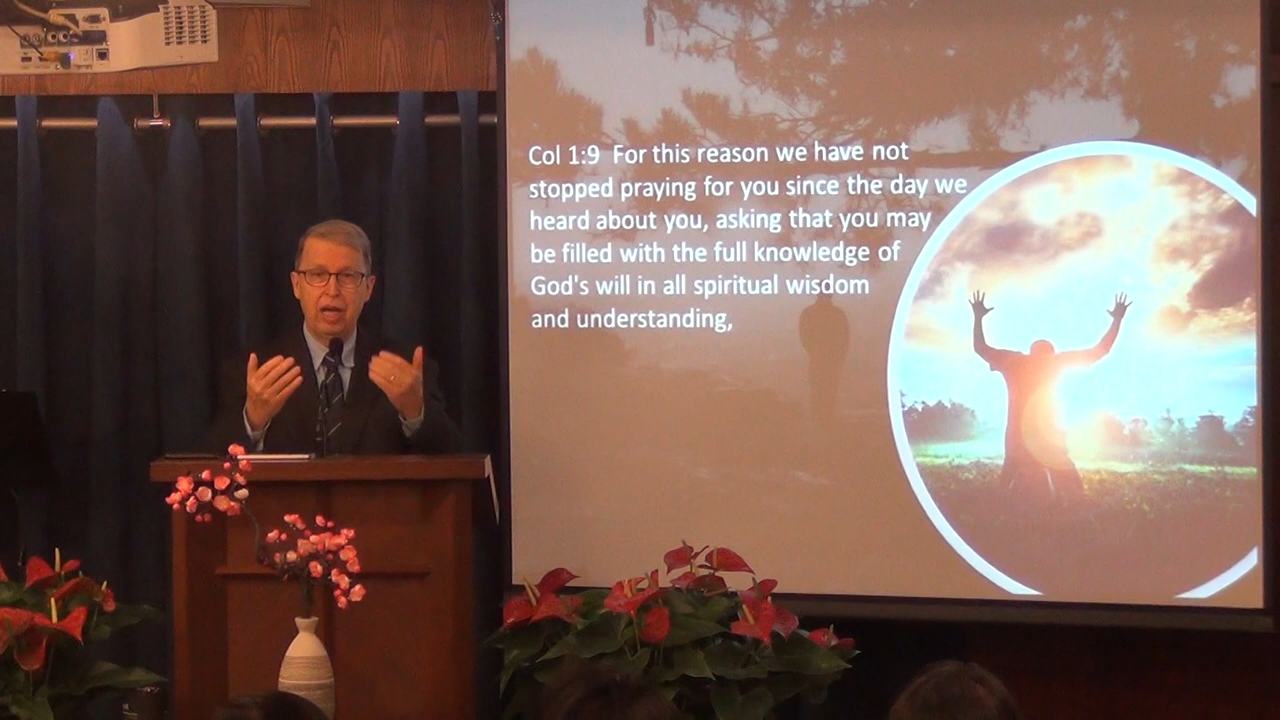 Col 1:9  For this reason we have not
stopped praying for you since the day we
heard about you, asking that you may
be filled with the full knowledge of
God's will in all spiritual wisdom
and understanding,